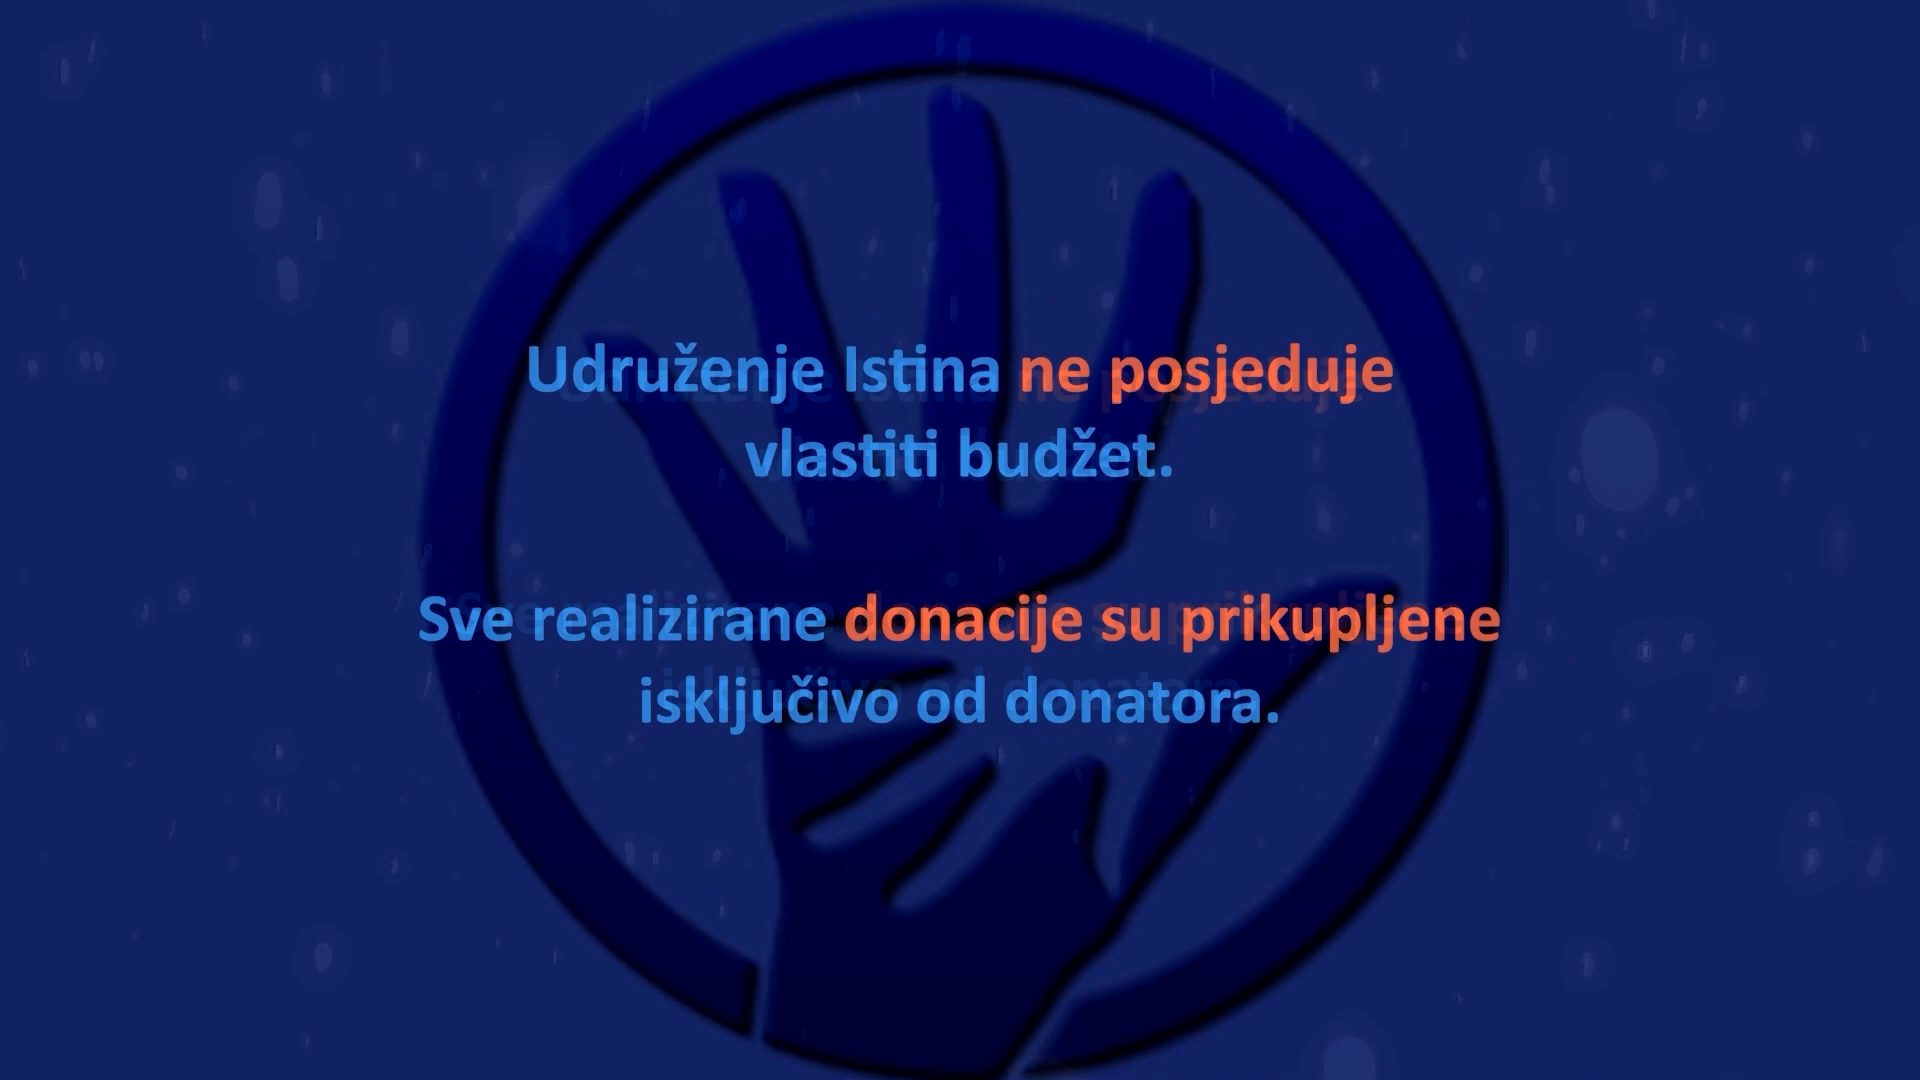 Udruženje Istina ne posjeduje
vlastiti budžet.
Sve realizirane donacije su prikupljene
isključivo od donatora.